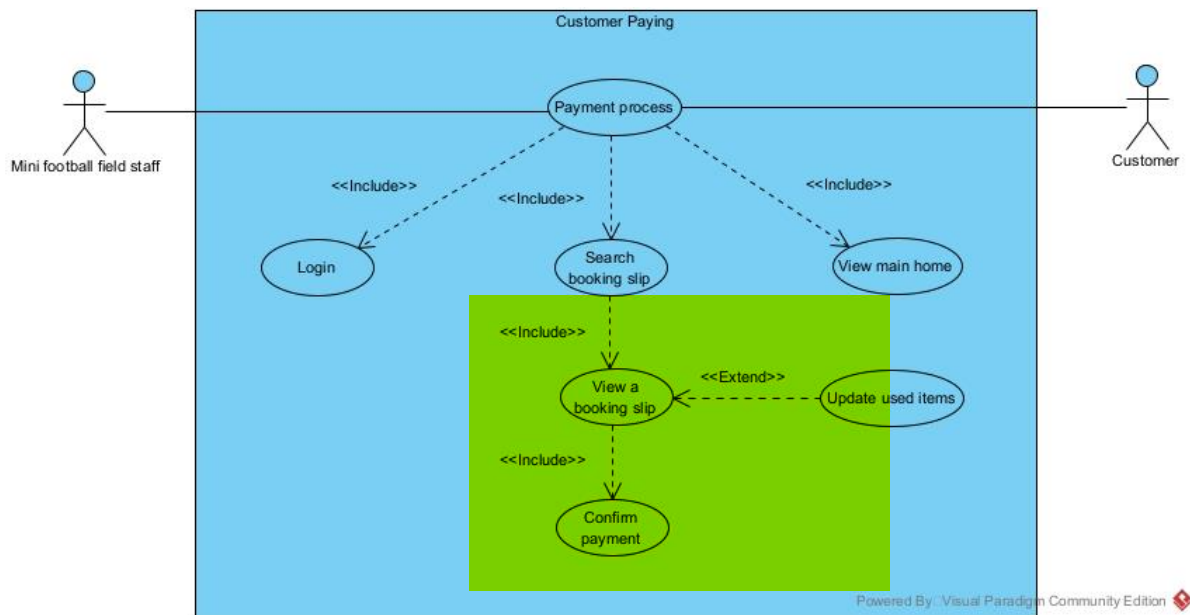 Customer Paying
Payment process
Mini football field staff
Customer
<<Include>>
<<Include>>
<<Include>>
Login
Search
booking slip
View main home
<<Include>>
View a
booking slip
<<Extend>>
Update used items
<<Include>>
Confirm
payment
Powered By Visual Paradigm Community Edition